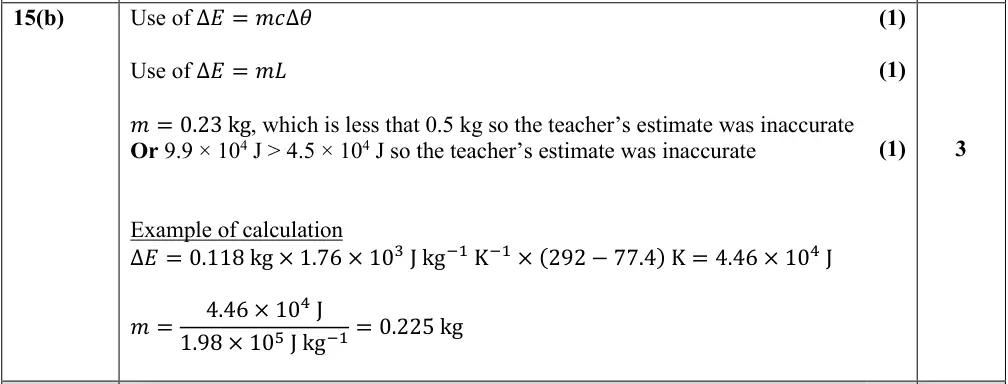 15(b)
Use of ΔE = mcΔθ (1)
Use of ΔE = mL (1)
m = 0.23 kg, which is less that 0.5 kg so the teacher’s estimate was inaccurate
Or 9.9 × 10⁴ J > 4.5 × 10⁴ J so the teacher’s estimate was inaccurate (1) 3
Example of calculation
ΔE = 0.118 kg × 1.76 × 10³ J kg⁻¹ K⁻¹ × (292 − 77.4) K = 4.46 × 10⁴ J
m = 4.46 × 10⁴ J / 1.98 × 10⁵ J kg⁻¹ = 0.225 kg